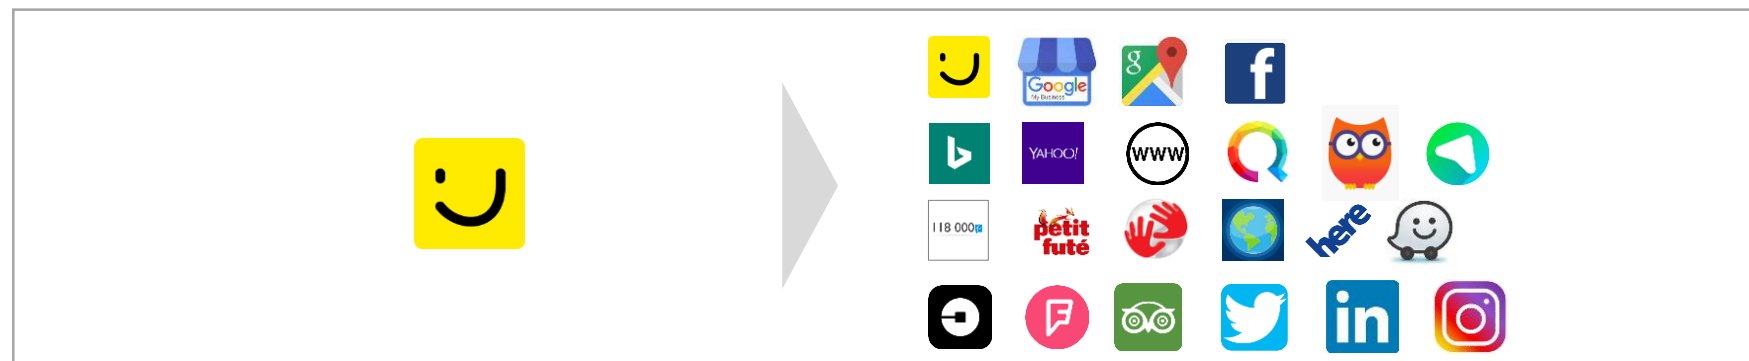 Google
My Business
g
f
b
YAHOO!
WWW
118 000
petit
futé
here
in